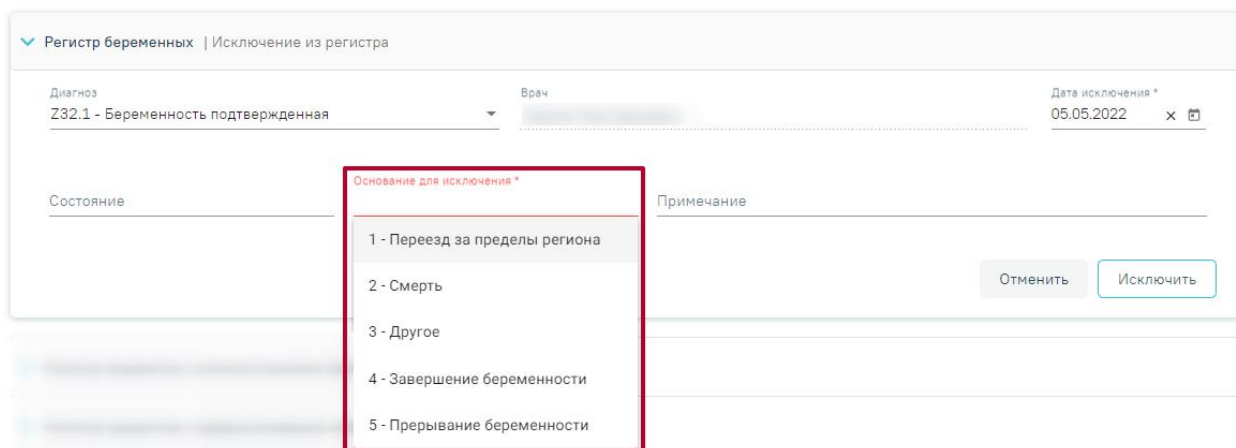 Регистр беременных | Исключение из регистра
Диагноз Врач Дата исключения *
Z32.1 - Беременность подтвержденная 05.05.2022
Основание для исключения *
Состояние Примечание
1 - Переезд за пределы региона
2 - Смерть
Отменить Исключить
3 - Другое
4 - Завершение беременности
5 - Прерывание беременности